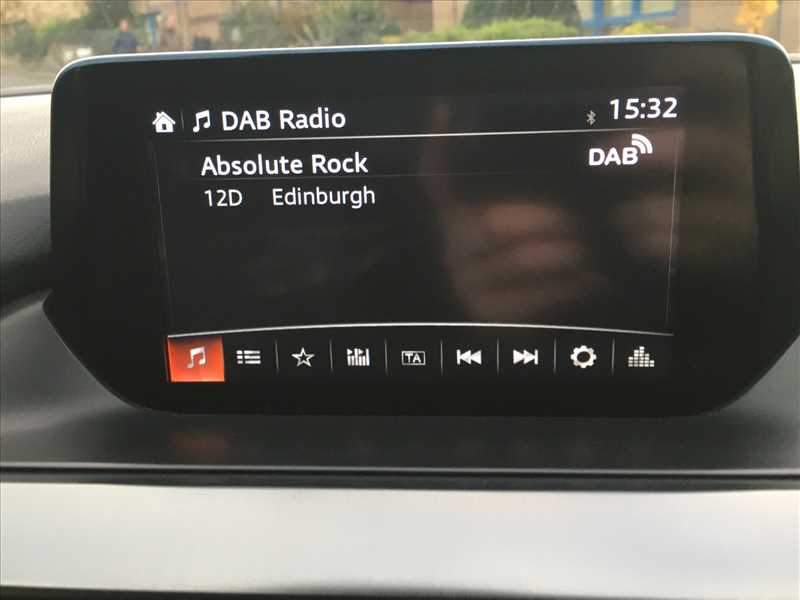 DAB Radio 15:32
Absolute Rock DAB
12D Edinburgh
TA